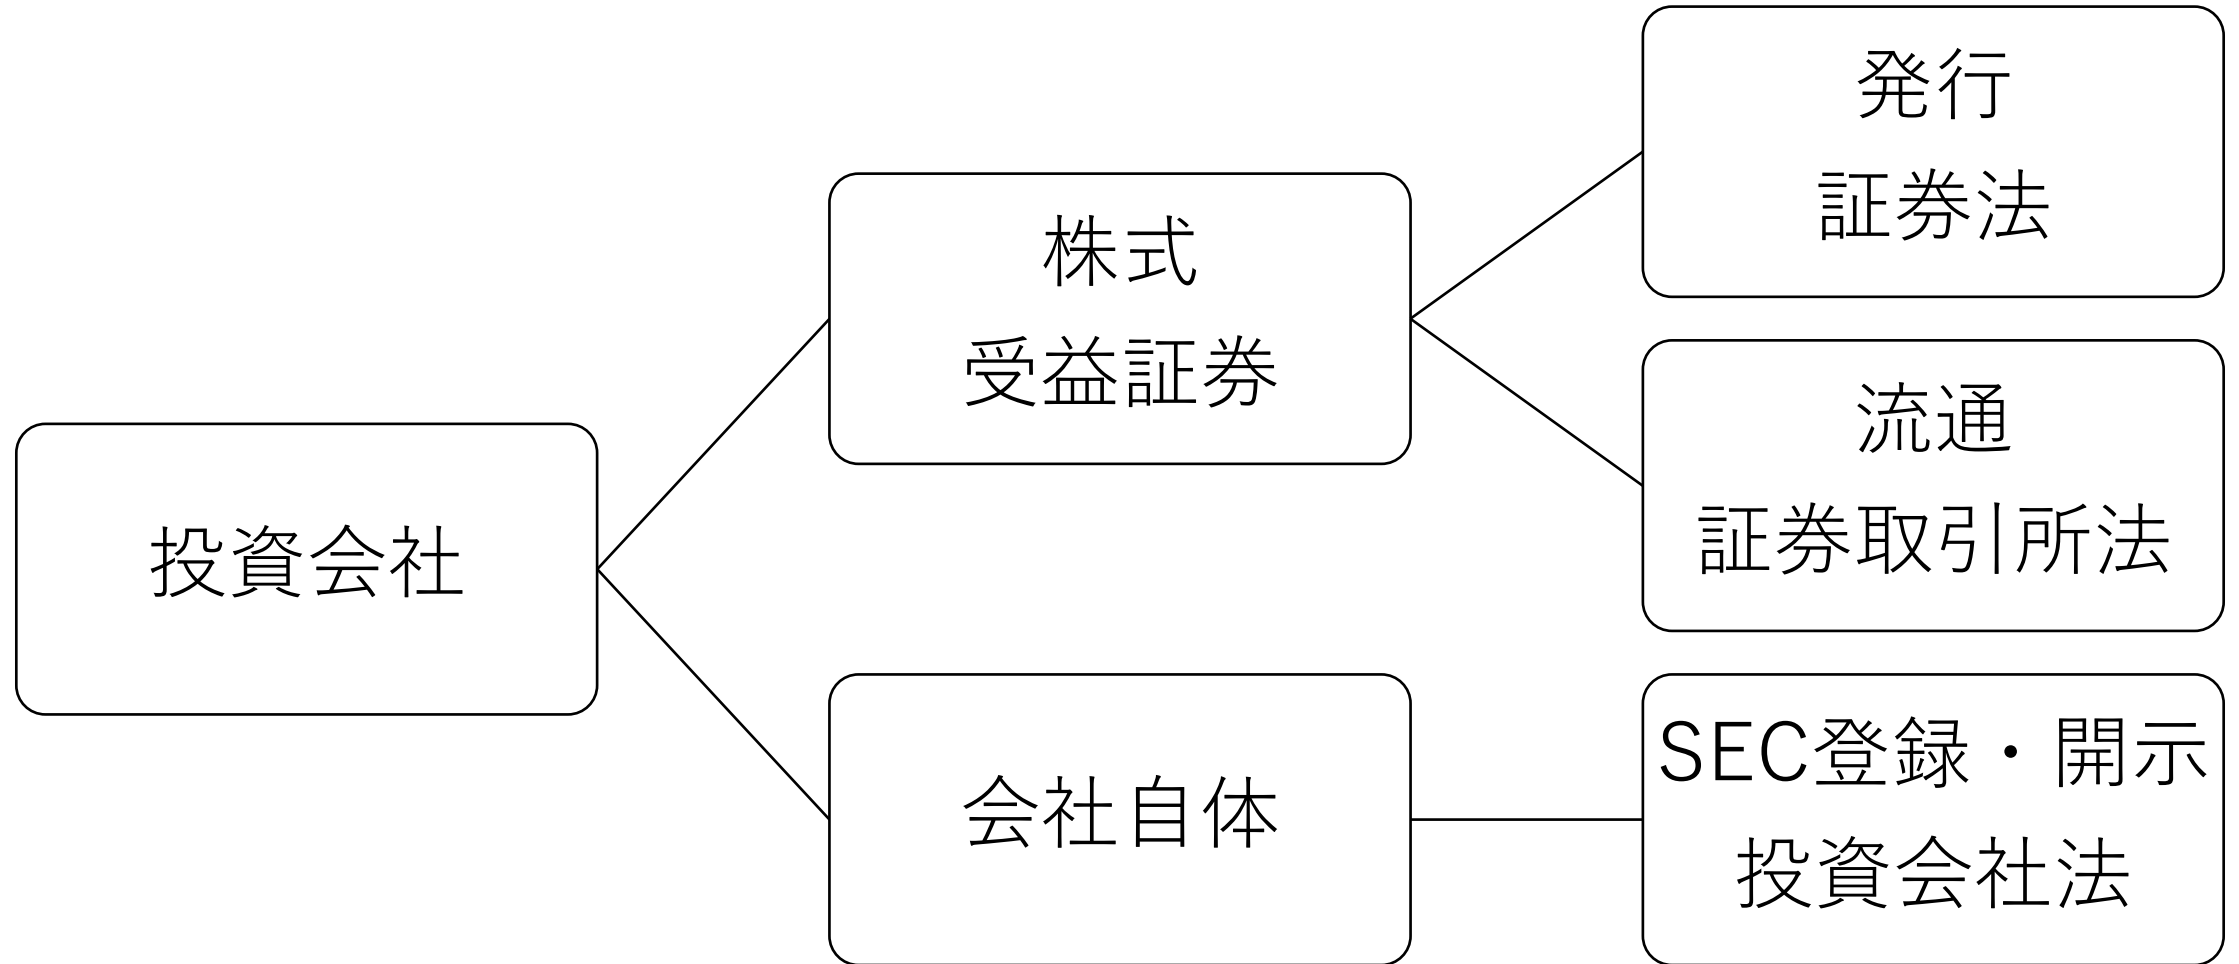 投資会社
株式
受益証券
会社自体
発行
証券法
流通
証券取引所法
SEC登録・開示
投資会社法